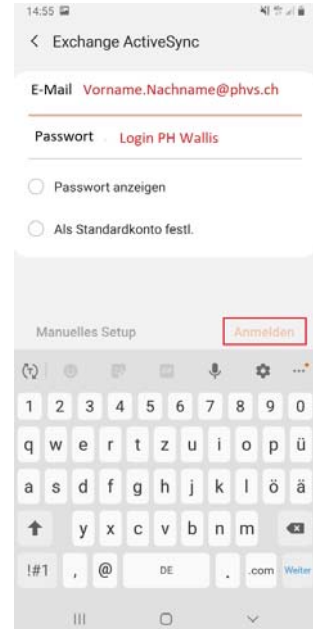 14:55
Exchange ActiveSync
E-Mail Vorname.Nachname@phvs.ch
Passwort Login PH Wallis
Passwort anzeigen
Als Standardkonto festl.
Manuelles Setup Anmelden
1 2 3 4 5 6 7 8 9 0
q w e r t z u i o p ü
a s d f g h j k l ö ä
y x c v b n m
!#1 , @ DE . .com Weiter